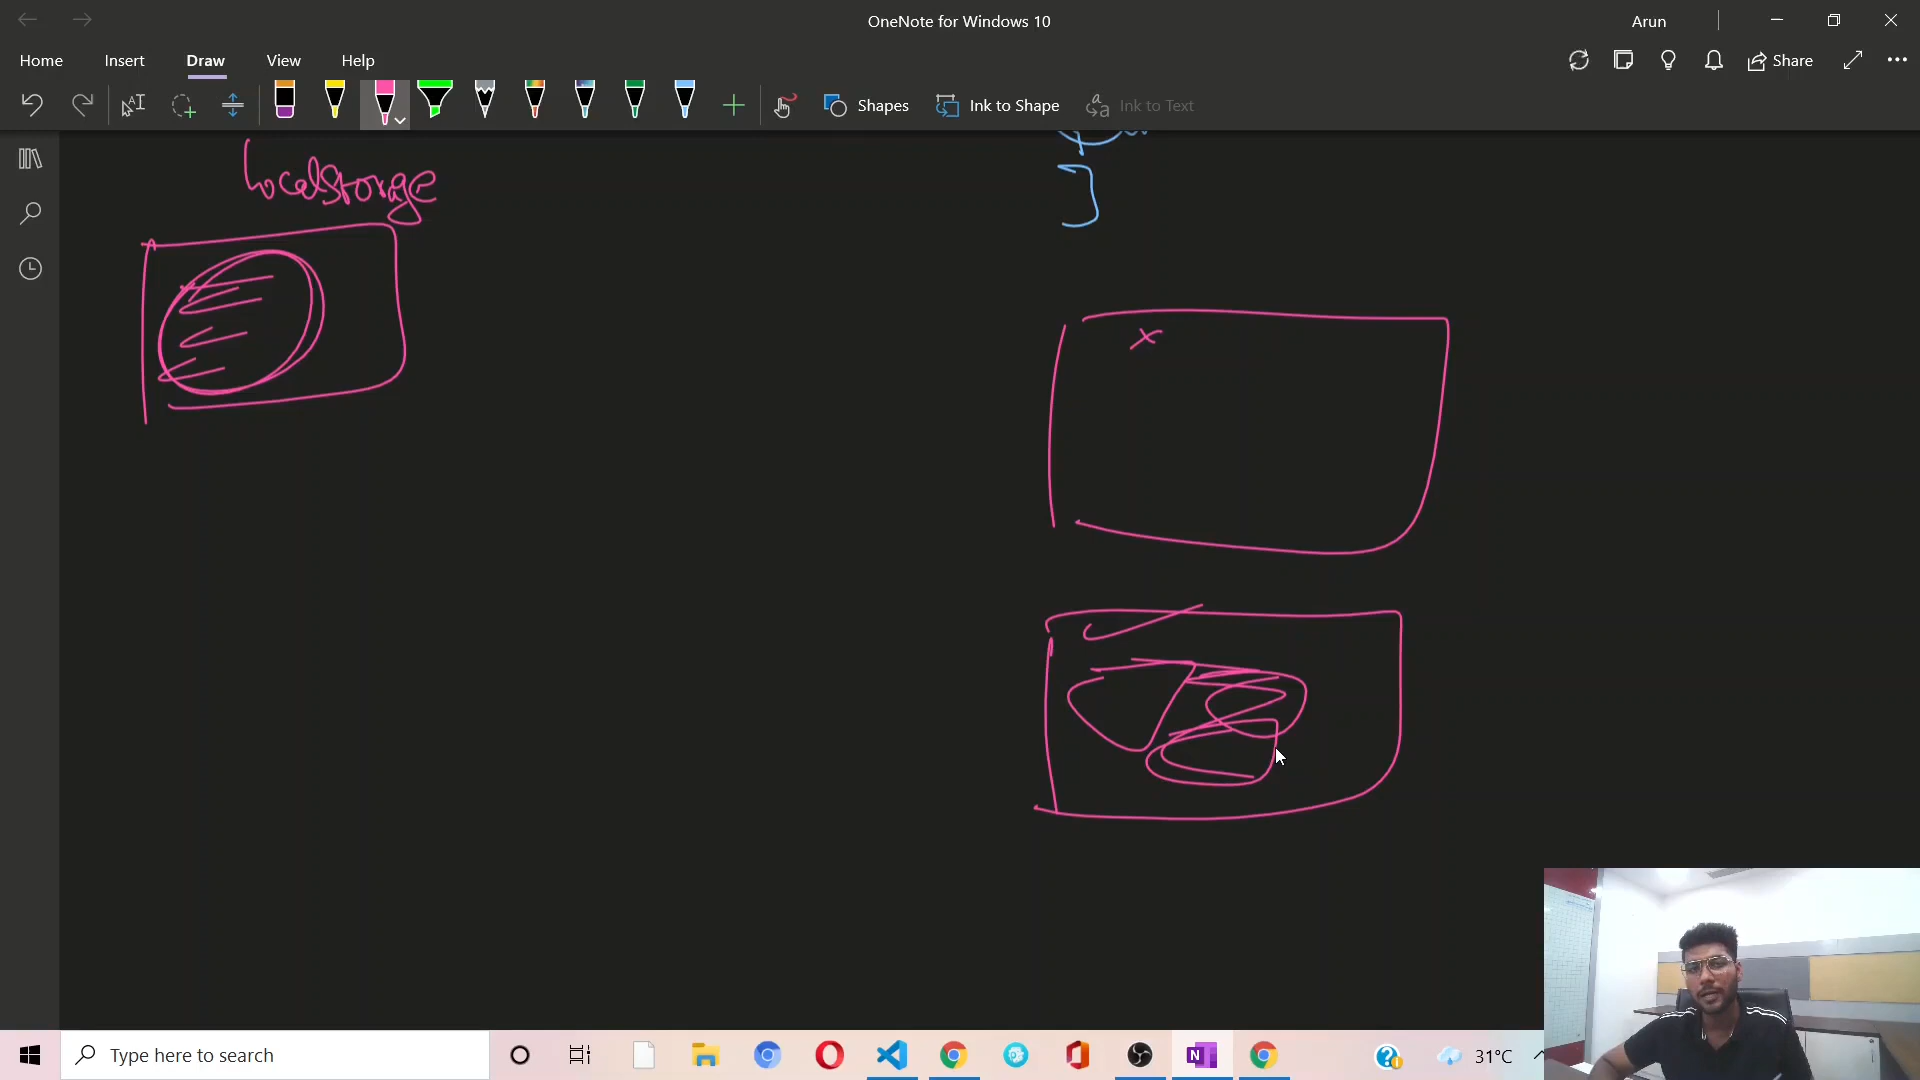 OneNote for Windows 10
Arun
Home Insert Draw View Help
Share
Shapes
Ink to Shape
Ink to Text
localstorage
Type here to search
31°C